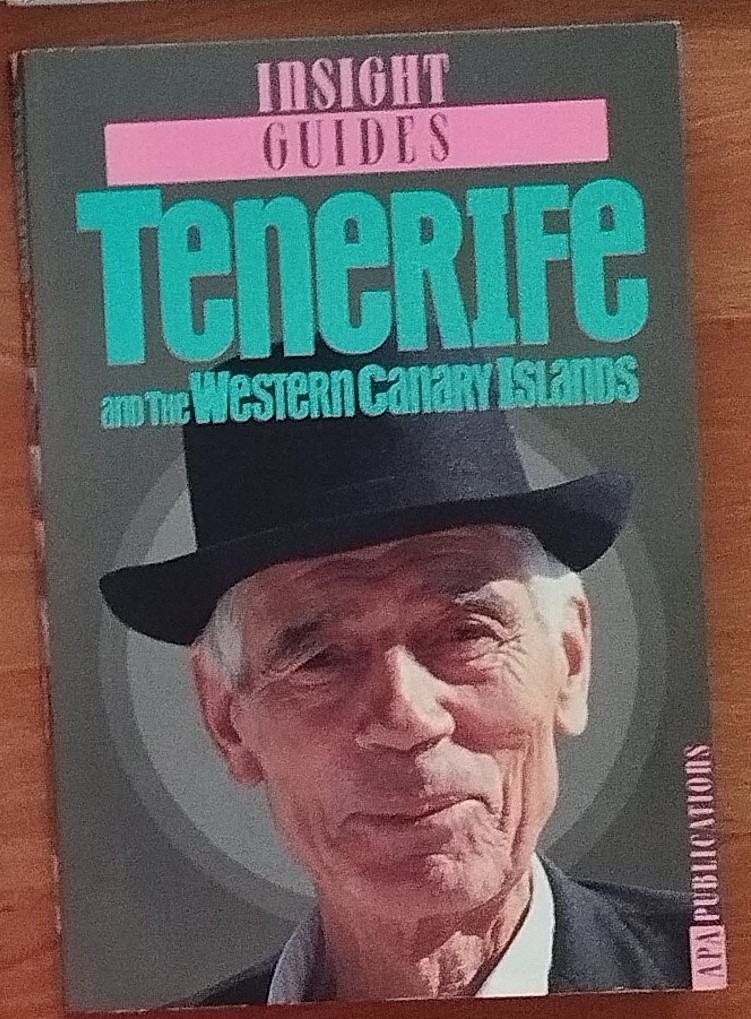 INSIGHT
GUIDES
TENERIFE
AND THE WESTERN CANARY ISLANDS
APA PUBLICATIONS